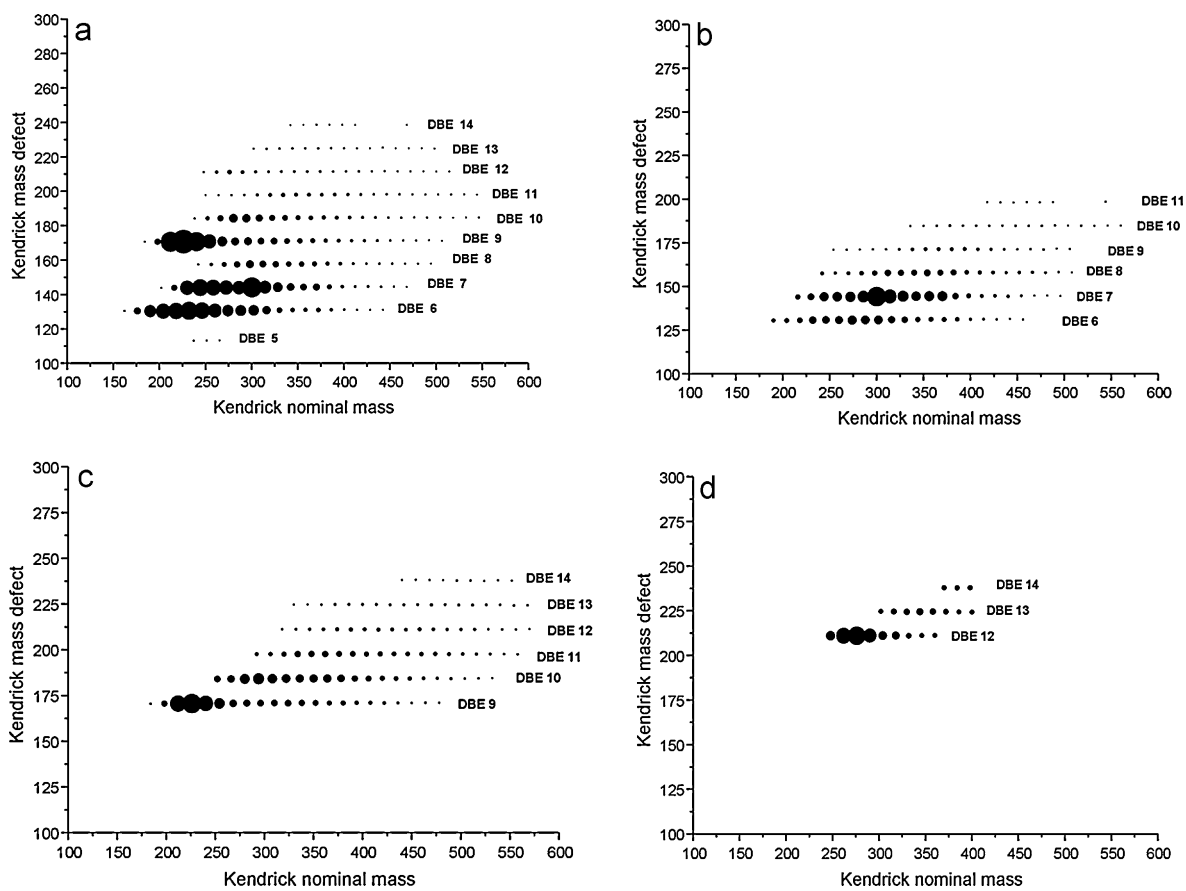 a
Kendrick mass defect
300
280
260
240
220
200
180
160
140
120
100
DBE 14
DBE 13
DBE 12
DBE 11
DBE 10
DBE 9
DBE 8
DBE 7
DBE 6
DBE 5
100 150 200 250 300 350 400 450 500 550 600
Kendrick nominal mass
b
Kendrick mass defect
300
275
250
225
200
175
150
125
100
DBE 11
DBE 10
DBE 9
DBE 8
DBE 7
DBE 6
100 150 200 250 300 350 400 450 500 550 600
Kendrick nominal mass
c
Kendrick mass defect
300
275
250
225
200
175
150
125
100
DBE 14
DBE 13
DBE 12
DBE 11
DBE 10
DBE 9
100 150 200 250 300 350 400 450 500 550 600
Kendrick nominal mass
d
Kendrick mass defect
300
275
250
225
200
175
150
125
100
DBE 14
DBE 13
DBE 12
100 150 200 250 300 350 400 450 500 550 600
Kendrick nominal mass